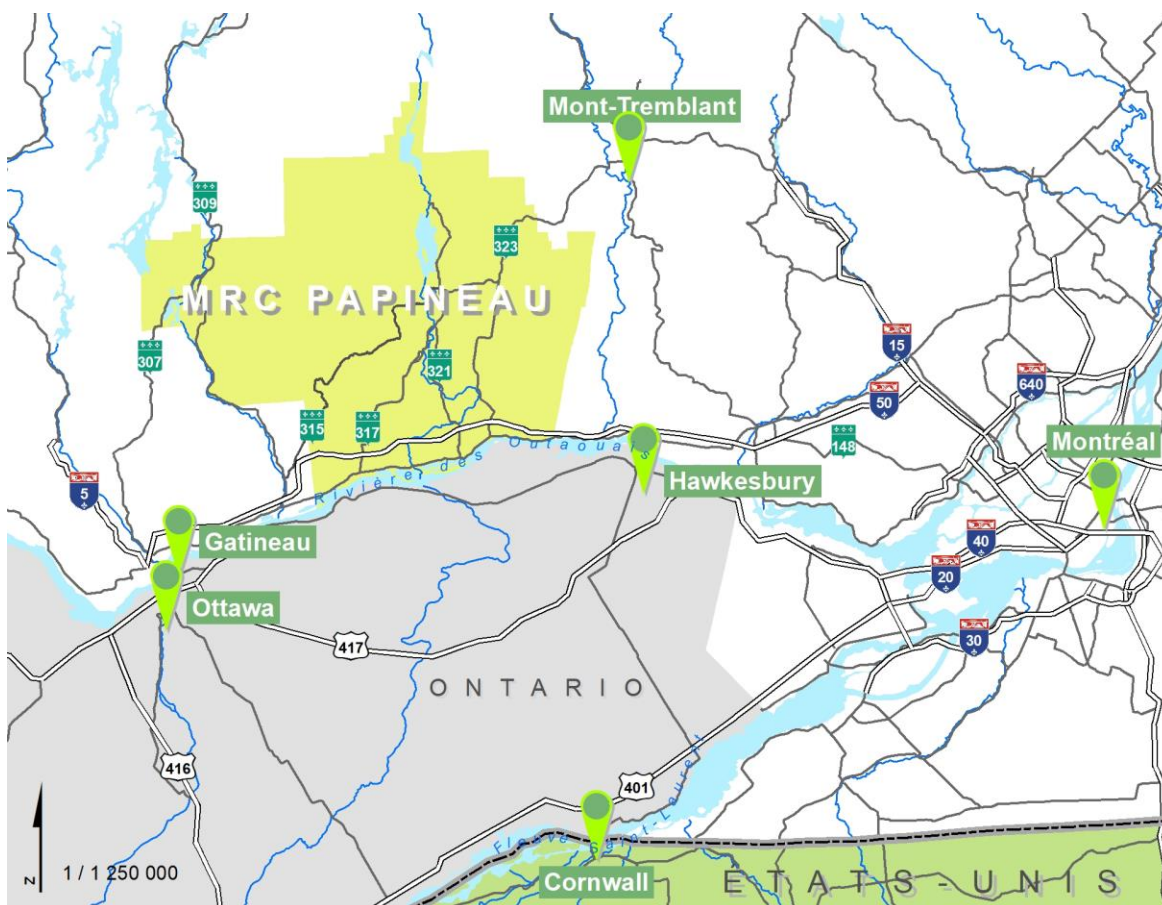 Mont-Tremblant
309
323
MRC PAPINEAU
307
321
15
640
50
315
317
148
Montréal
Rivière des Outaouais
Hawkesbury
5
Gatineau
40
20
Ottawa
417
30
ONTARIO
416
401
Fleuve Saint-Laurent
N
1 / 1 250 000
Cornwall
ETATS-UNIS